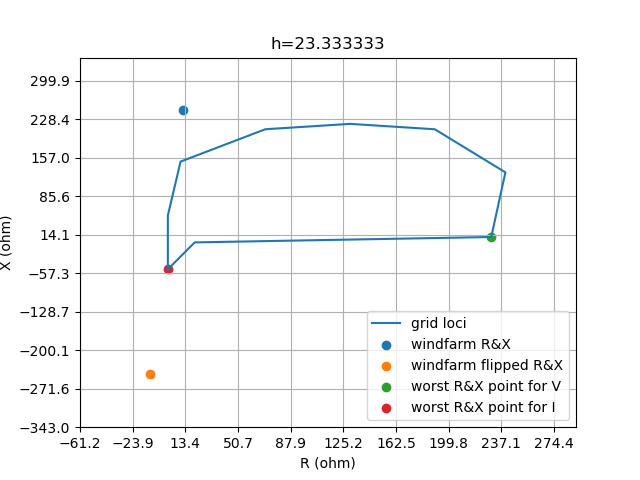 h=23.333333
299.9
228.4
157.0
85.6
14.1
−57.3
−128.7
−200.1
−271.6
−343.0
X (ohm)
grid loci
windfarm R&X
windfarm flipped R&X
worst R&X point for V
worst R&X point for I
−61.2 −23.9 13.4 50.7 87.9 125.2 162.5 199.8 237.1 274.4
R (ohm)